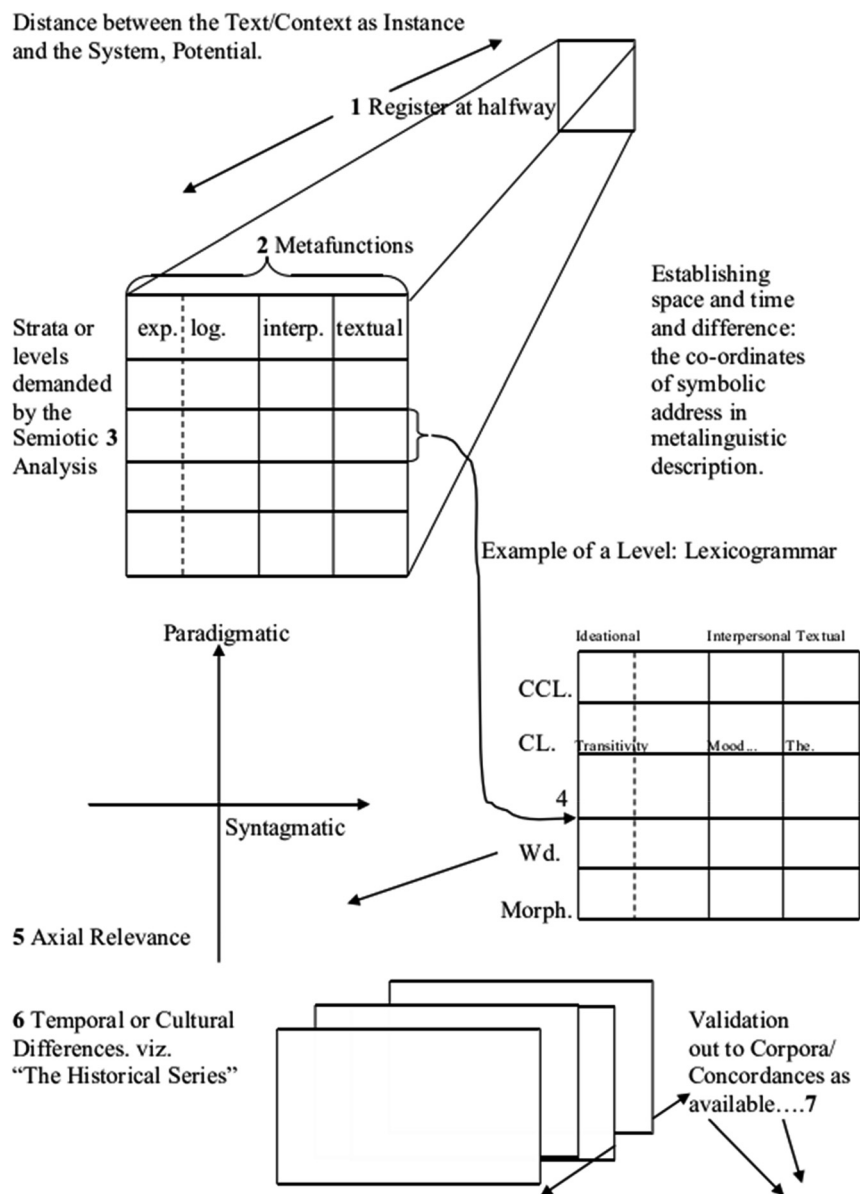 Distance between the Text/Context as Instance
and the System, Potential.
1 Register at halfway
2 Metafunctions
exp. log. interp. textual
Strata or
levels
demanded
by the
Semiotic 3
Analysis
Establishing
space and time
and difference:
the co-ordinates
of symbolic
address in
metalinguistic
description.
Example of a Level: Lexicogrammar
Ideational Interpersonal Textual
CCL.
CL. Transitivity Mood... The.
4
Wd.
Morph.
Paradigmatic
Syntagmatic
5 Axial Relevance
6 Temporal or Cultural
Differences. viz.
“The Historical Series”
Validation
out to Corpora/
Concordances as
available....7